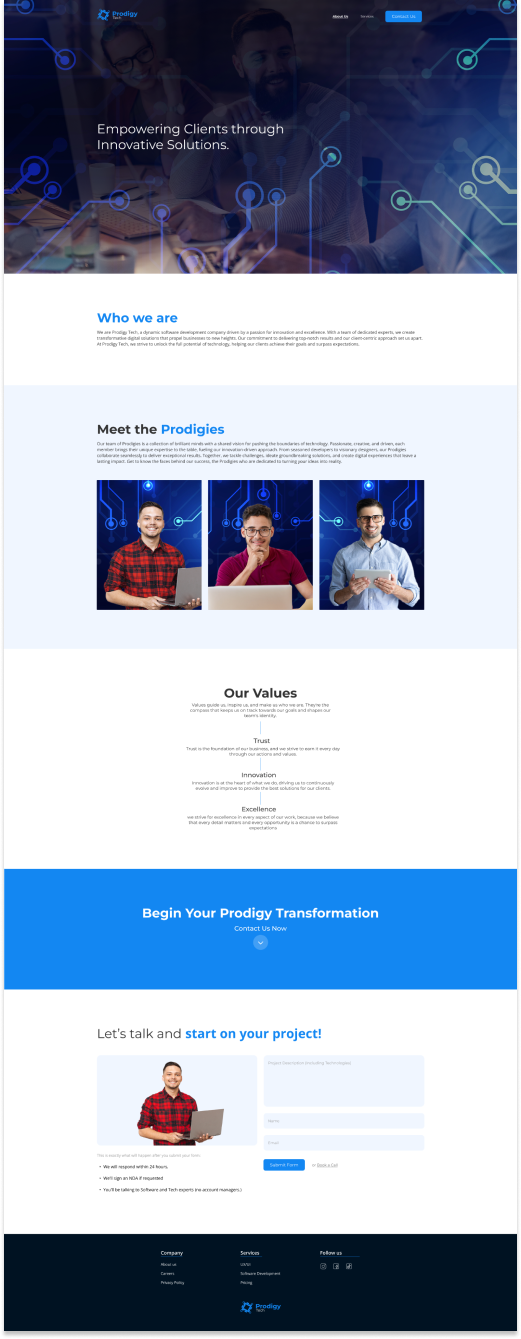 Prodigy
Tech
About Us
Services
Contact Us
Empowering Clients through
Innovative Solutions.
Who we are
We are Prodigy Tech, a dynamic software development company driven by a passion for innovation and excellence. With a team of dedicated experts, we create
transformative digital solutions that propel businesses to new heights. Our commitment to delivering top-notch results and our client-centric approach set us apart.
At Prodigy Tech, we strive to unlock the full potential of technology, helping our clients achieve their goals and surpass expectations.
Meet the Prodigies
Our team of Prodigies is a collection of brilliant minds with a shared vision for pushing the boundaries of technology. Passionate, creative, and driven, each
member brings their unique expertise to the table, fueling our innovation-driven approach. From seasoned developers to visionary designers, our Prodigies
collaborate seamlessly to deliver exceptional results. Together, we tackle challenges, ideate groundbreaking solutions, and create digital experiences that leave a
lasting impact. Get to know the faces behind our success, the Prodigies who are dedicated to turning your ideas into reality.
Our Values
Values guide us, inspire us, and make us who we are. They're the
compass that keeps us on track towards our goals and shapes our
team's identity.
Trust
Trust is the foundation of our business, and we strive to earn it every day
through our actions and values.
Innovation
Innovation is at the heart of what we do, driving us to continuously
evolve and improve to provide the best solutions for our clients.
Excellence
we strive for excellence in every aspect of our work, because we believe
that every detail matters and every opportunity is a chance to surpass
expectations
Begin Your Prodigy Transformation
Contact Us Now
Let's talk and start on your project!
Project Description (including Technologies)
Name
Email
Submit Form
or Book a Call
This is exactly what will happen after you submit your form:
• We will respond within 24 hours.
• We'll sign an NDA if requested
• You'll be talking to Software and Tech experts (no account managers.)
Company
Services
Follow us
About us
UX/UI
Careers
Software Development
Privacy Policy
Pricing
Prodigy
Tech